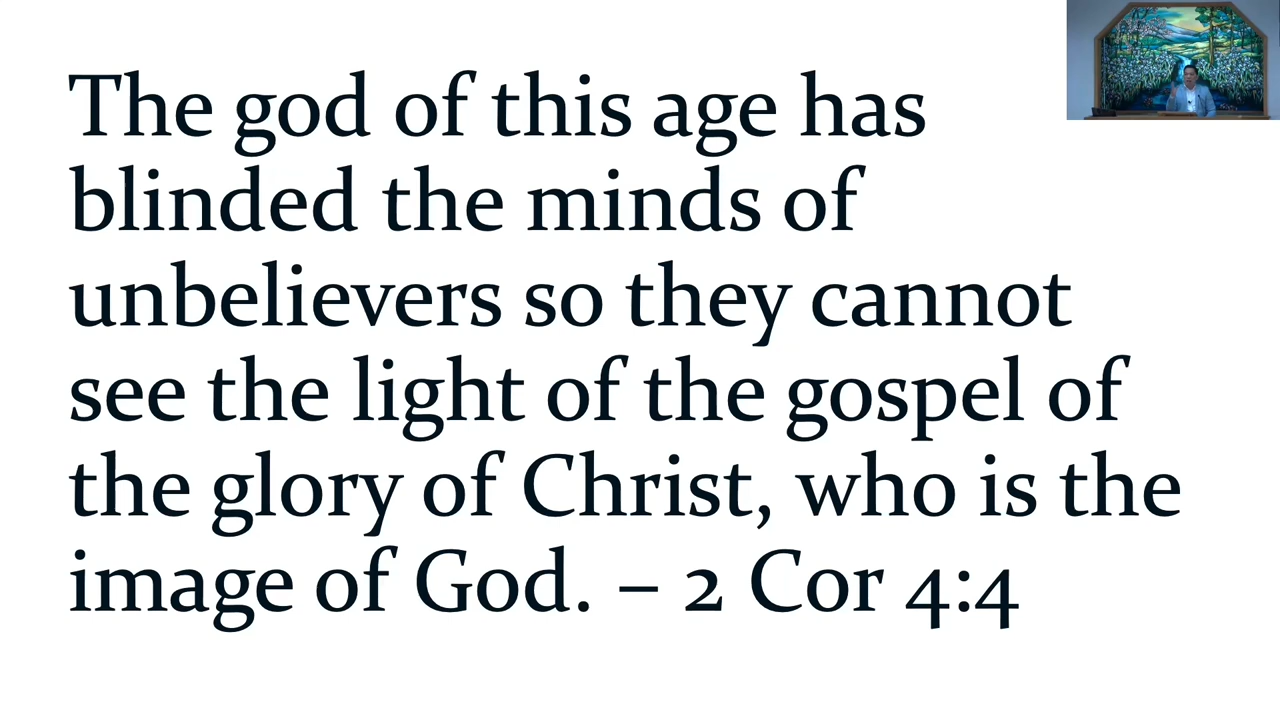 The god of this age has
blinded the minds of
unbelievers so they cannot
see the light of the gospel of
the glory of Christ, who is the
image of God. – 2 Cor 4:4